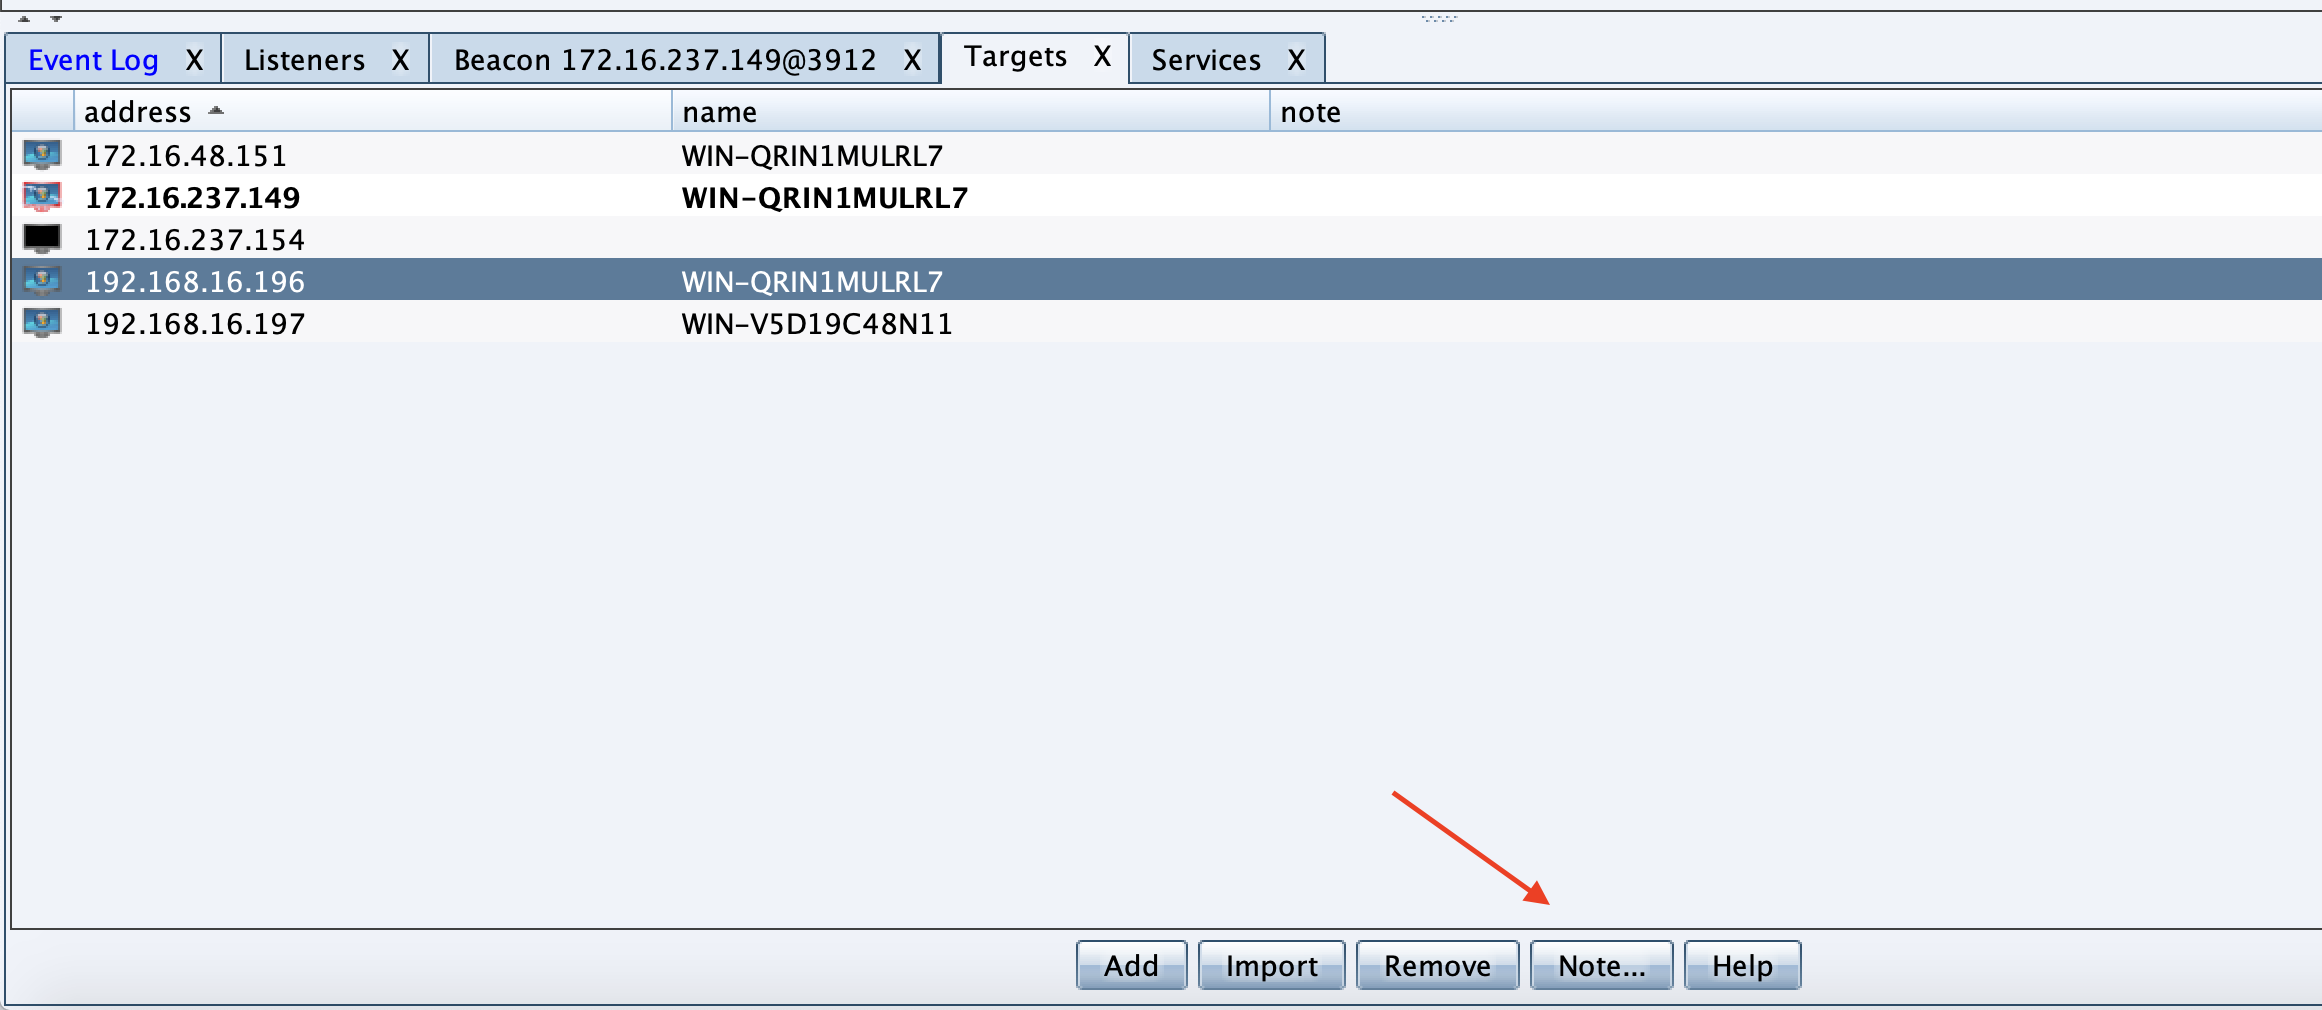 Event Log X Listeners X Beacon 172.16.237.149@3912 X Targets X Services X
address name note
172.16.48.151 WIN-QRIN1MULRL7
172.16.237.149 WIN-QRIN1MULRL7
172.16.237.154
192.168.16.196 WIN-QRIN1MULRL7
192.168.16.197 WIN-V5D19C48N11
Add Import Remove Note... Help